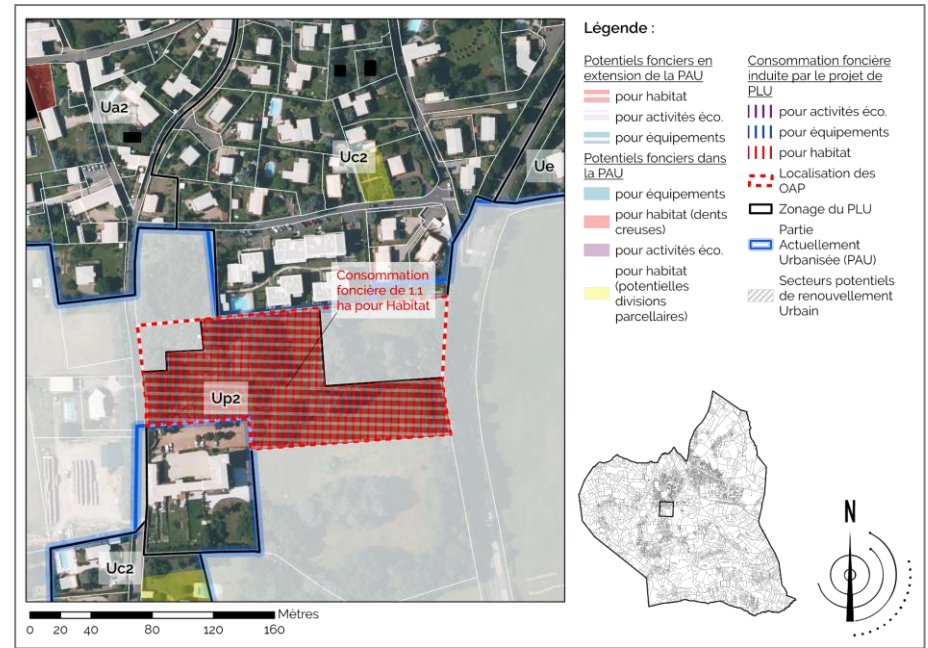 Ua2
Uc2
Ue
Consommation
foncière de 1.1
ha pour Habitat
Up2
Uc2
Mètres
0 20 40 80 120 160
Légende :
Potentiels fonciers en
extension de la PAU
pour habitat
pour activités éco.
pour équipements
Potentiels fonciers dans
la PAU
pour équipements
pour habitat (dents
creuses)
pour activités éco.
pour habitat
(potentielles
divisions
parcellaires)
Consommation foncière
induite par le projet de
PLU
pour activités éco.
pour équipements
pour habitat
Localisation des
OAP
Zonage du PLU
Partie
Actuellement
Urbanisée (PAU)
Secteurs potentiels
de renouvellement
Urbain
N